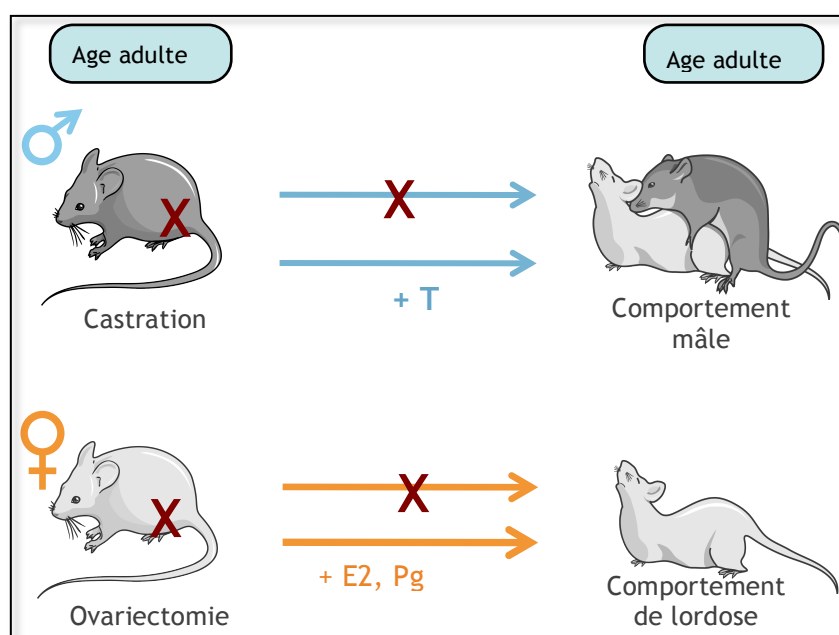 Age adulte
Age adulte
X
X
+ T
Castration
Comportement
mâle
X
X
+ E2, Pg
Ovariectomie
Comportement
de lordose